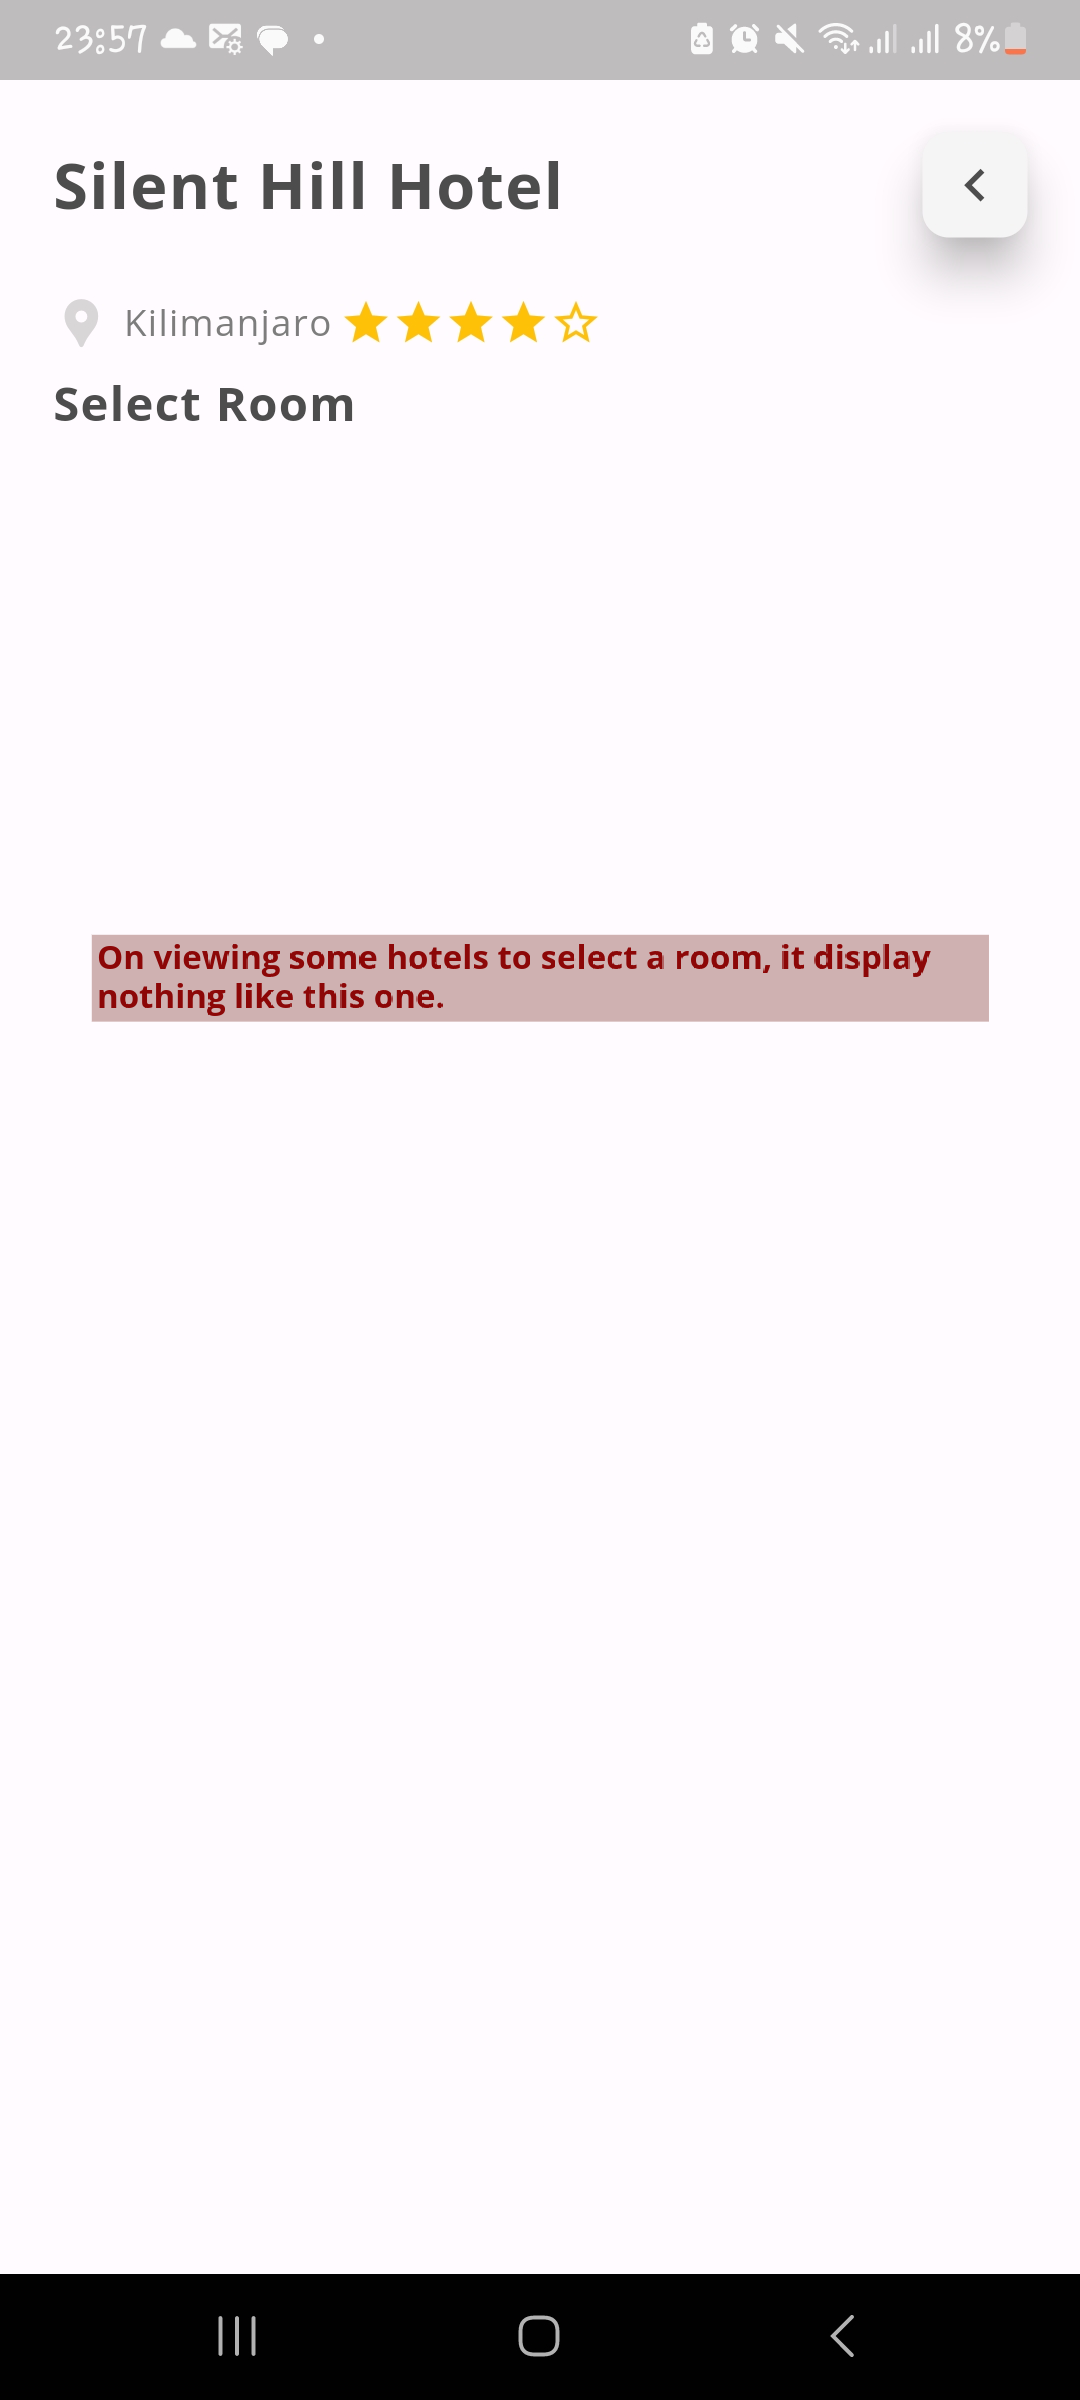 23:57
8%
Silent Hill Hotel
Kilimanjaro
Select Room
On viewing some hotels to select a room, it display
nothing like this one.